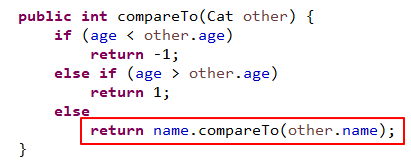 public int compareTo(Cat other) {
    if (age < other.age)
        return -1;
    else if (age > other.age)
        return 1;
    else
        return name.compareTo(other.name);
}